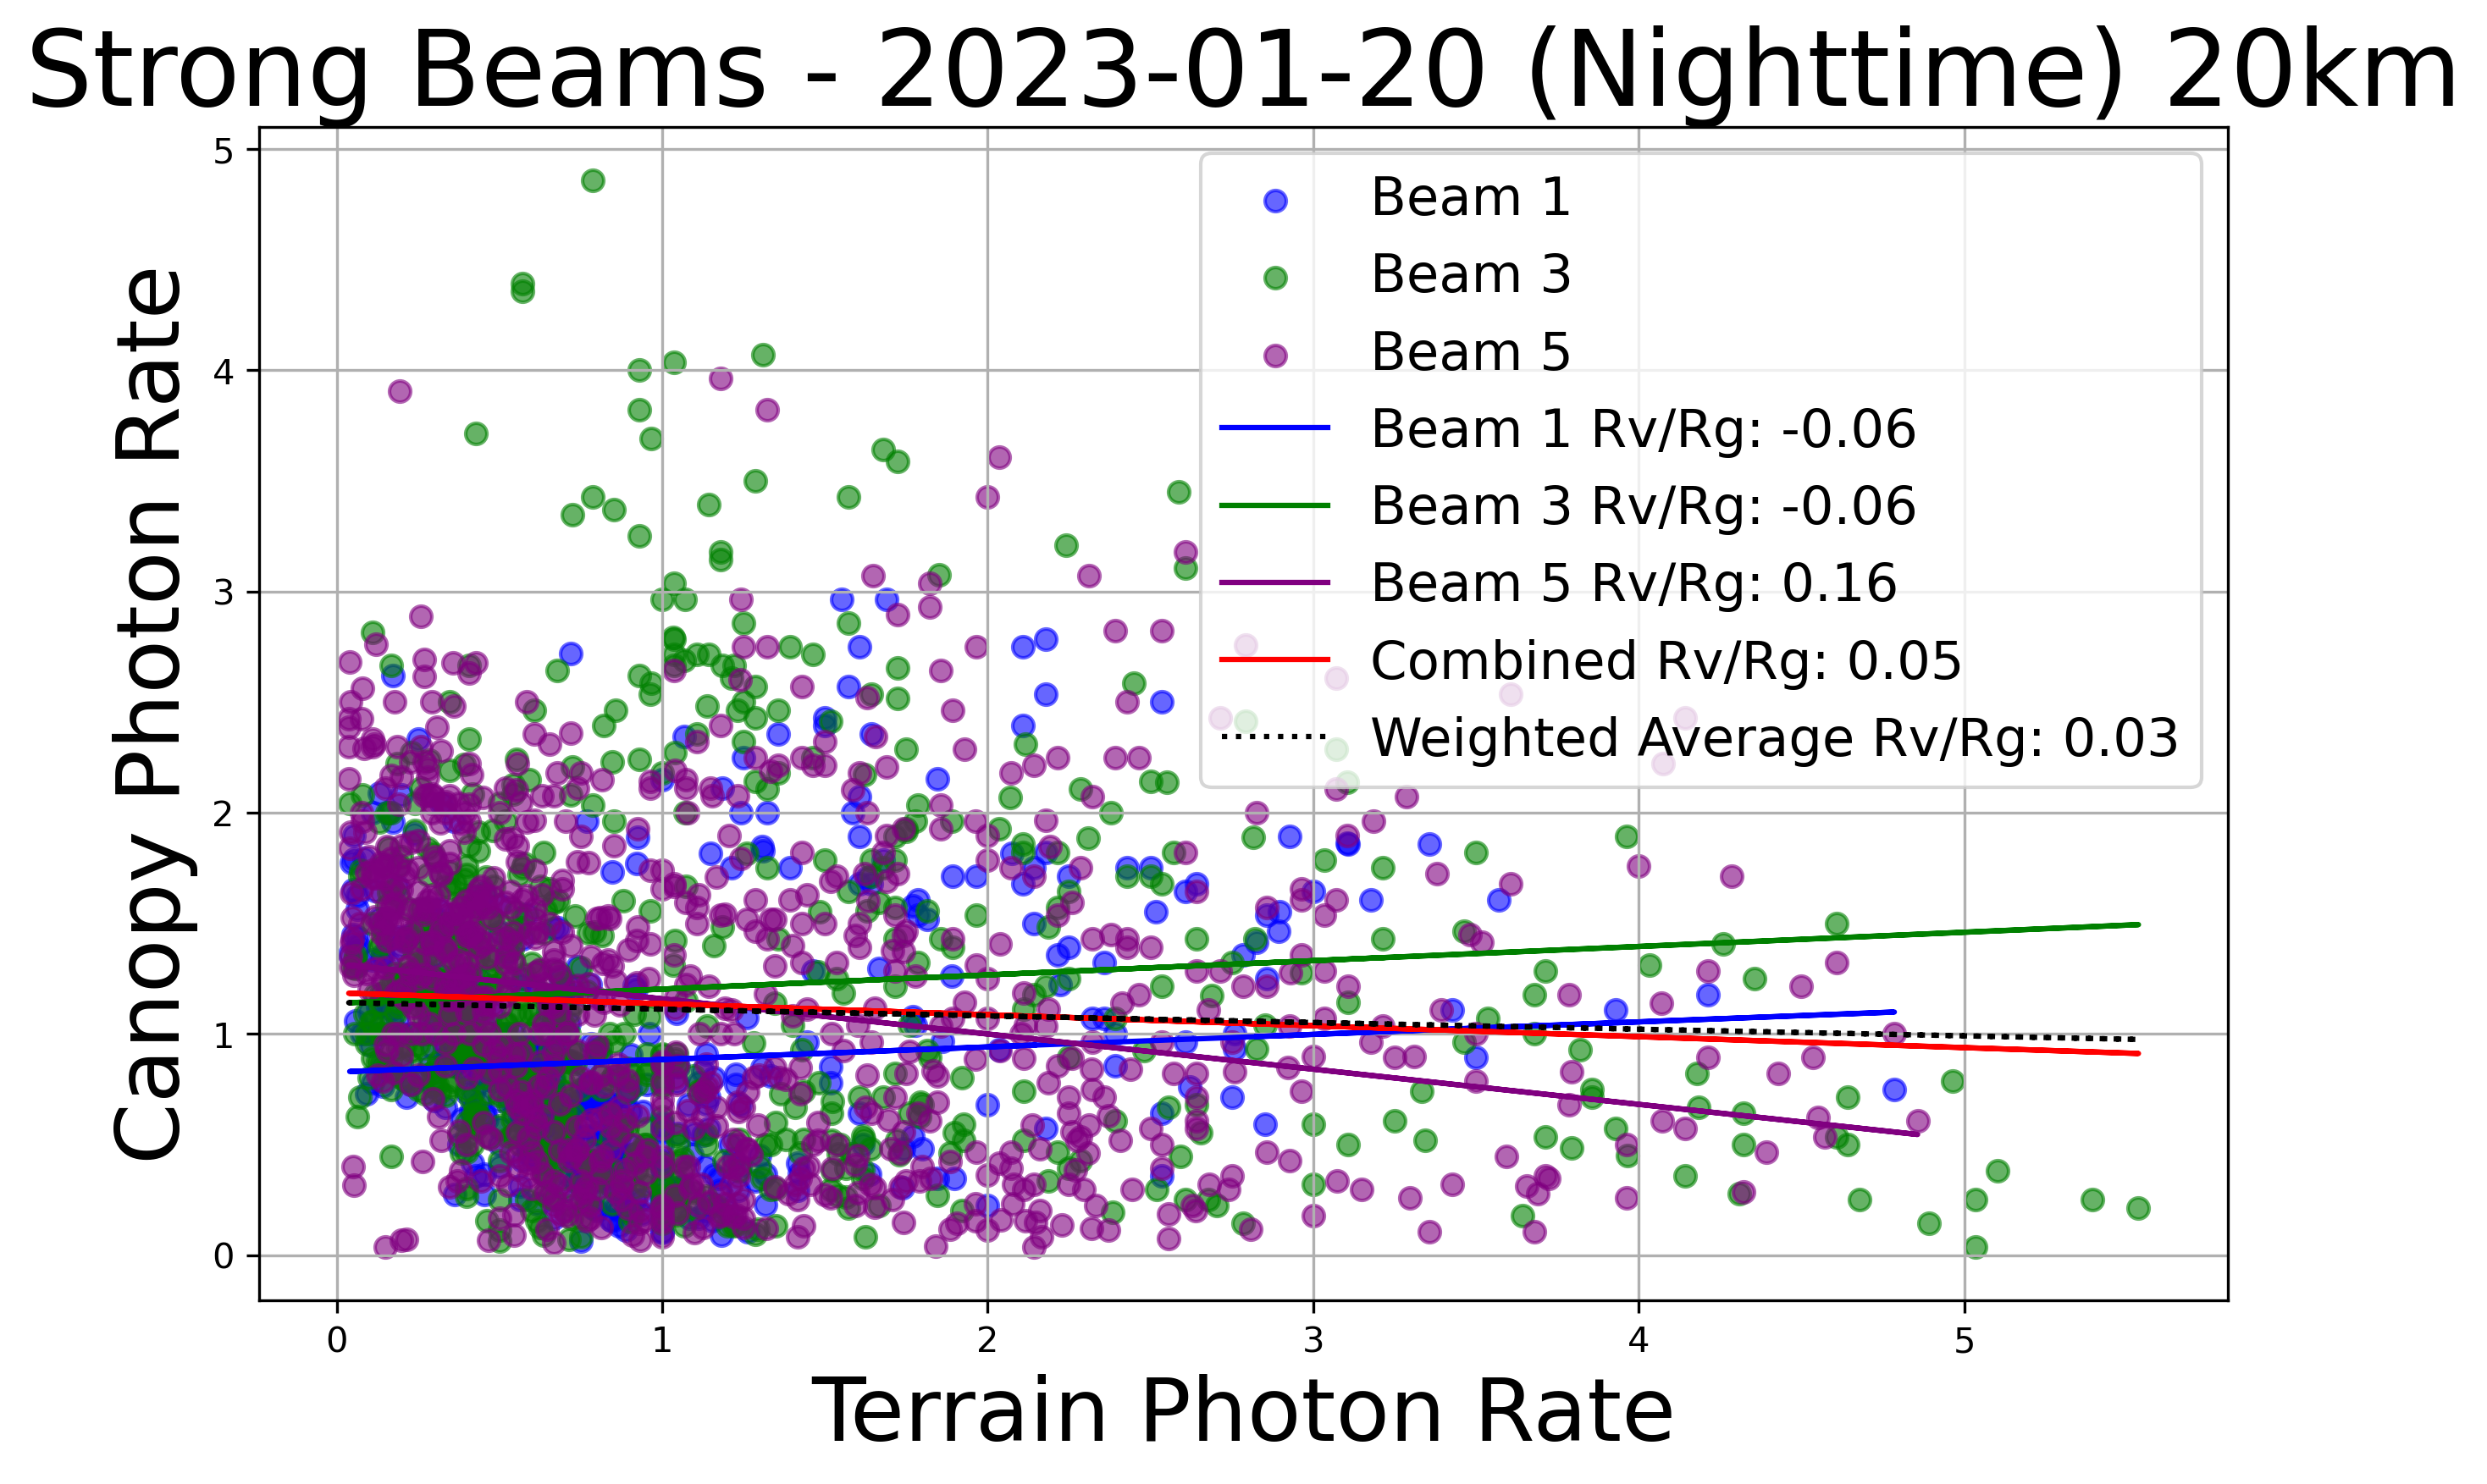 Strong Beams - 2023-01-20 (Nighttime) 20km
5
4
3
2
1
0
Canopy Photon Rate
Beam 1
Beam 3
Beam 5
Beam 1 Rv/Rg: -0.06
Beam 3 Rv/Rg: -0.06
Beam 5 Rv/Rg: 0.16
Combined Rv/Rg: 0.05
Weighted Average Rv/Rg: 0.03
0 1 2 3 4 5
Terrain Photon Rate